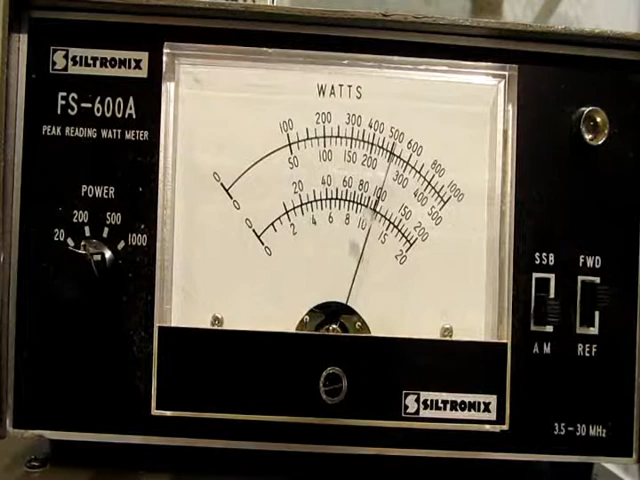 SILTRONIX
FS-600A
PEAK READING WATT METER
POWER
20 200 500 1000
WATTS
0 100 200 300 400 500 600 800 1000
0 50 100 150 200 300 400 500
0 20 40 60 80 100 150 200
0 2 4 6 8 10 15 20
SSB FWD
AM REF
SILTRONIX
3.5-30 MHz